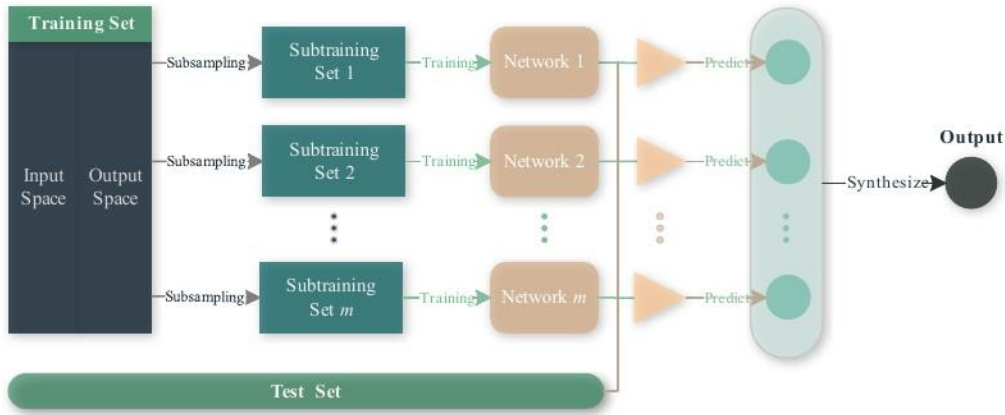 Training Set
Input
Space
Output
Space
Subsampling
Subtraining
Set 1
Training
Network 1
Predict
Subsampling
Subtraining
Set 2
Training
Network 2
Predict
Subsampling
Subtraining
Set m
Training
Network m
Predict
Synthesize
Output
Test Set